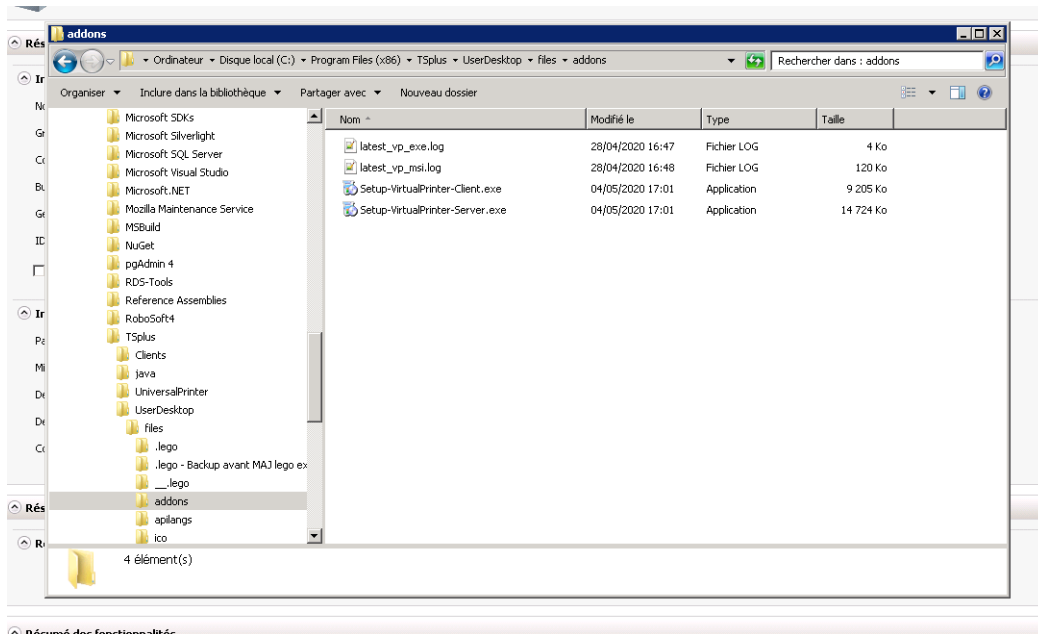 addons
Ordinateur Disque local (C:) Program Files (x86) TSplus UserDesktop files addons
Rechercher dans : addons
Organiser Inclure dans la bibliothèque Partager avec Nouveau dossier
Nom Modifié le Type Taille
latest_vp_exe.log 28/04/2020 16:47 Fichier LOG 4 Ko
latest_vp_msi.log 28/04/2020 16:48 Fichier LOG 120 Ko
Setup-VirtualPrinter-Client.exe 04/05/2020 17:01 Application 9 205 Ko
Setup-VirtualPrinter-Server.exe 04/05/2020 17:01 Application 14 724 Ko
Microsoft SDKs
Microsoft Silverlight
Microsoft SQL Server
Microsoft Visual Studio
Microsoft.NET
Mozilla Maintenance Service
MSBuild
NuGet
pgAdmin 4
RDS-Tools
Reference Assemblies
RoboSoft4
TSplus
Clients
java
UniversalPrinter
UserDesktop
files
.lego
.lego - Backup avant MAJ lego ex
__.lego
addons
apilangs
ico
4 élément(s)
Résumé des fonctionnalités